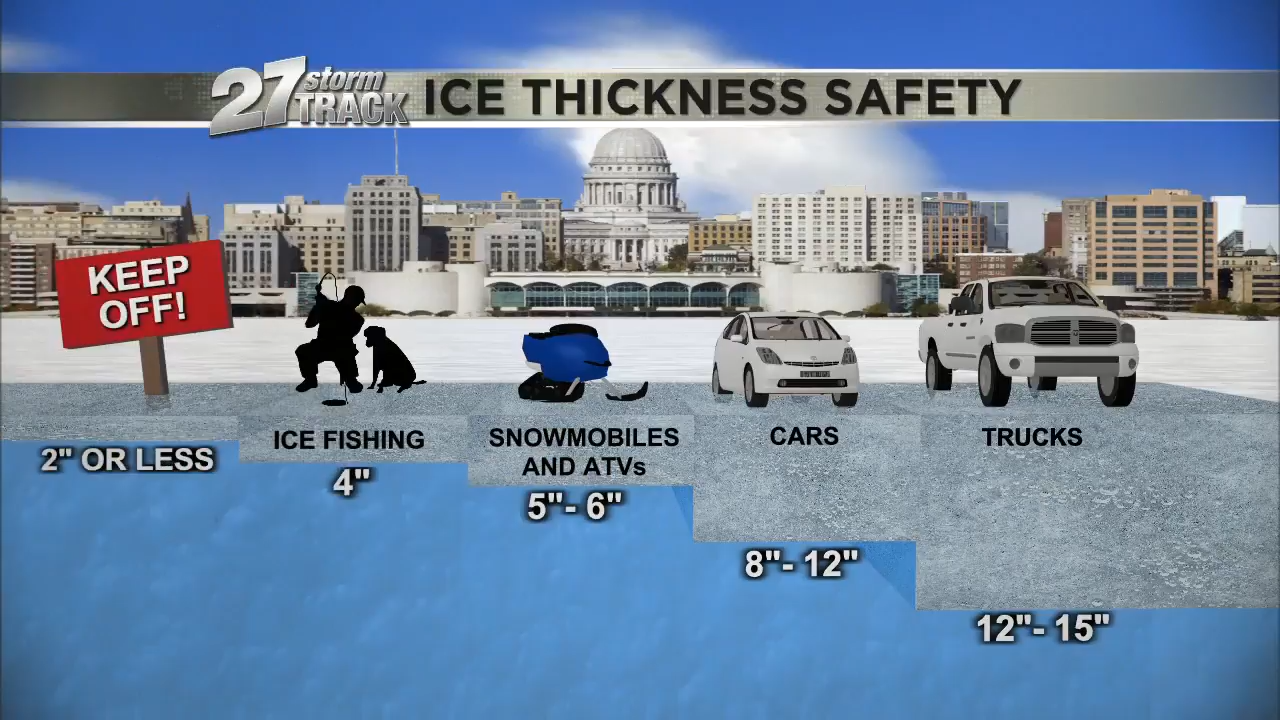 27 storm TRACK ICE THICKNESS SAFETY
KEEP
OFF!
2" OR LESS
ICE FISHING
4"
SNOWMOBILES
AND ATVs
5"- 6"
CARS
8"- 12"
TRUCKS
12"- 15"